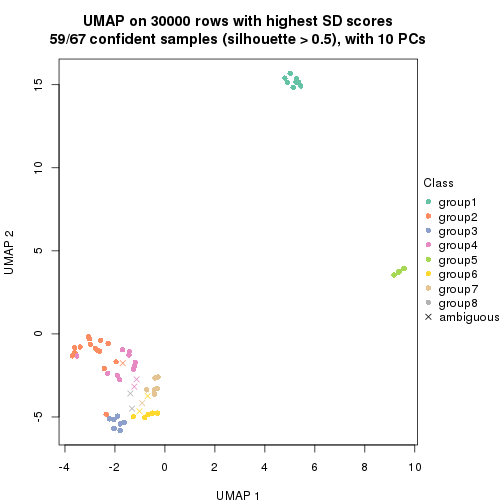 UMAP on 30000 rows with highest SD scores
59/67 confident samples (silhouette > 0.5), with 10 PCs
UMAP 2
15
10
5
0
-5
-4
-2
0
2
4
6
8
10
UMAP 1
Class
group1
group2
group3
group4
group5
group6
group7
group8
ambiguous